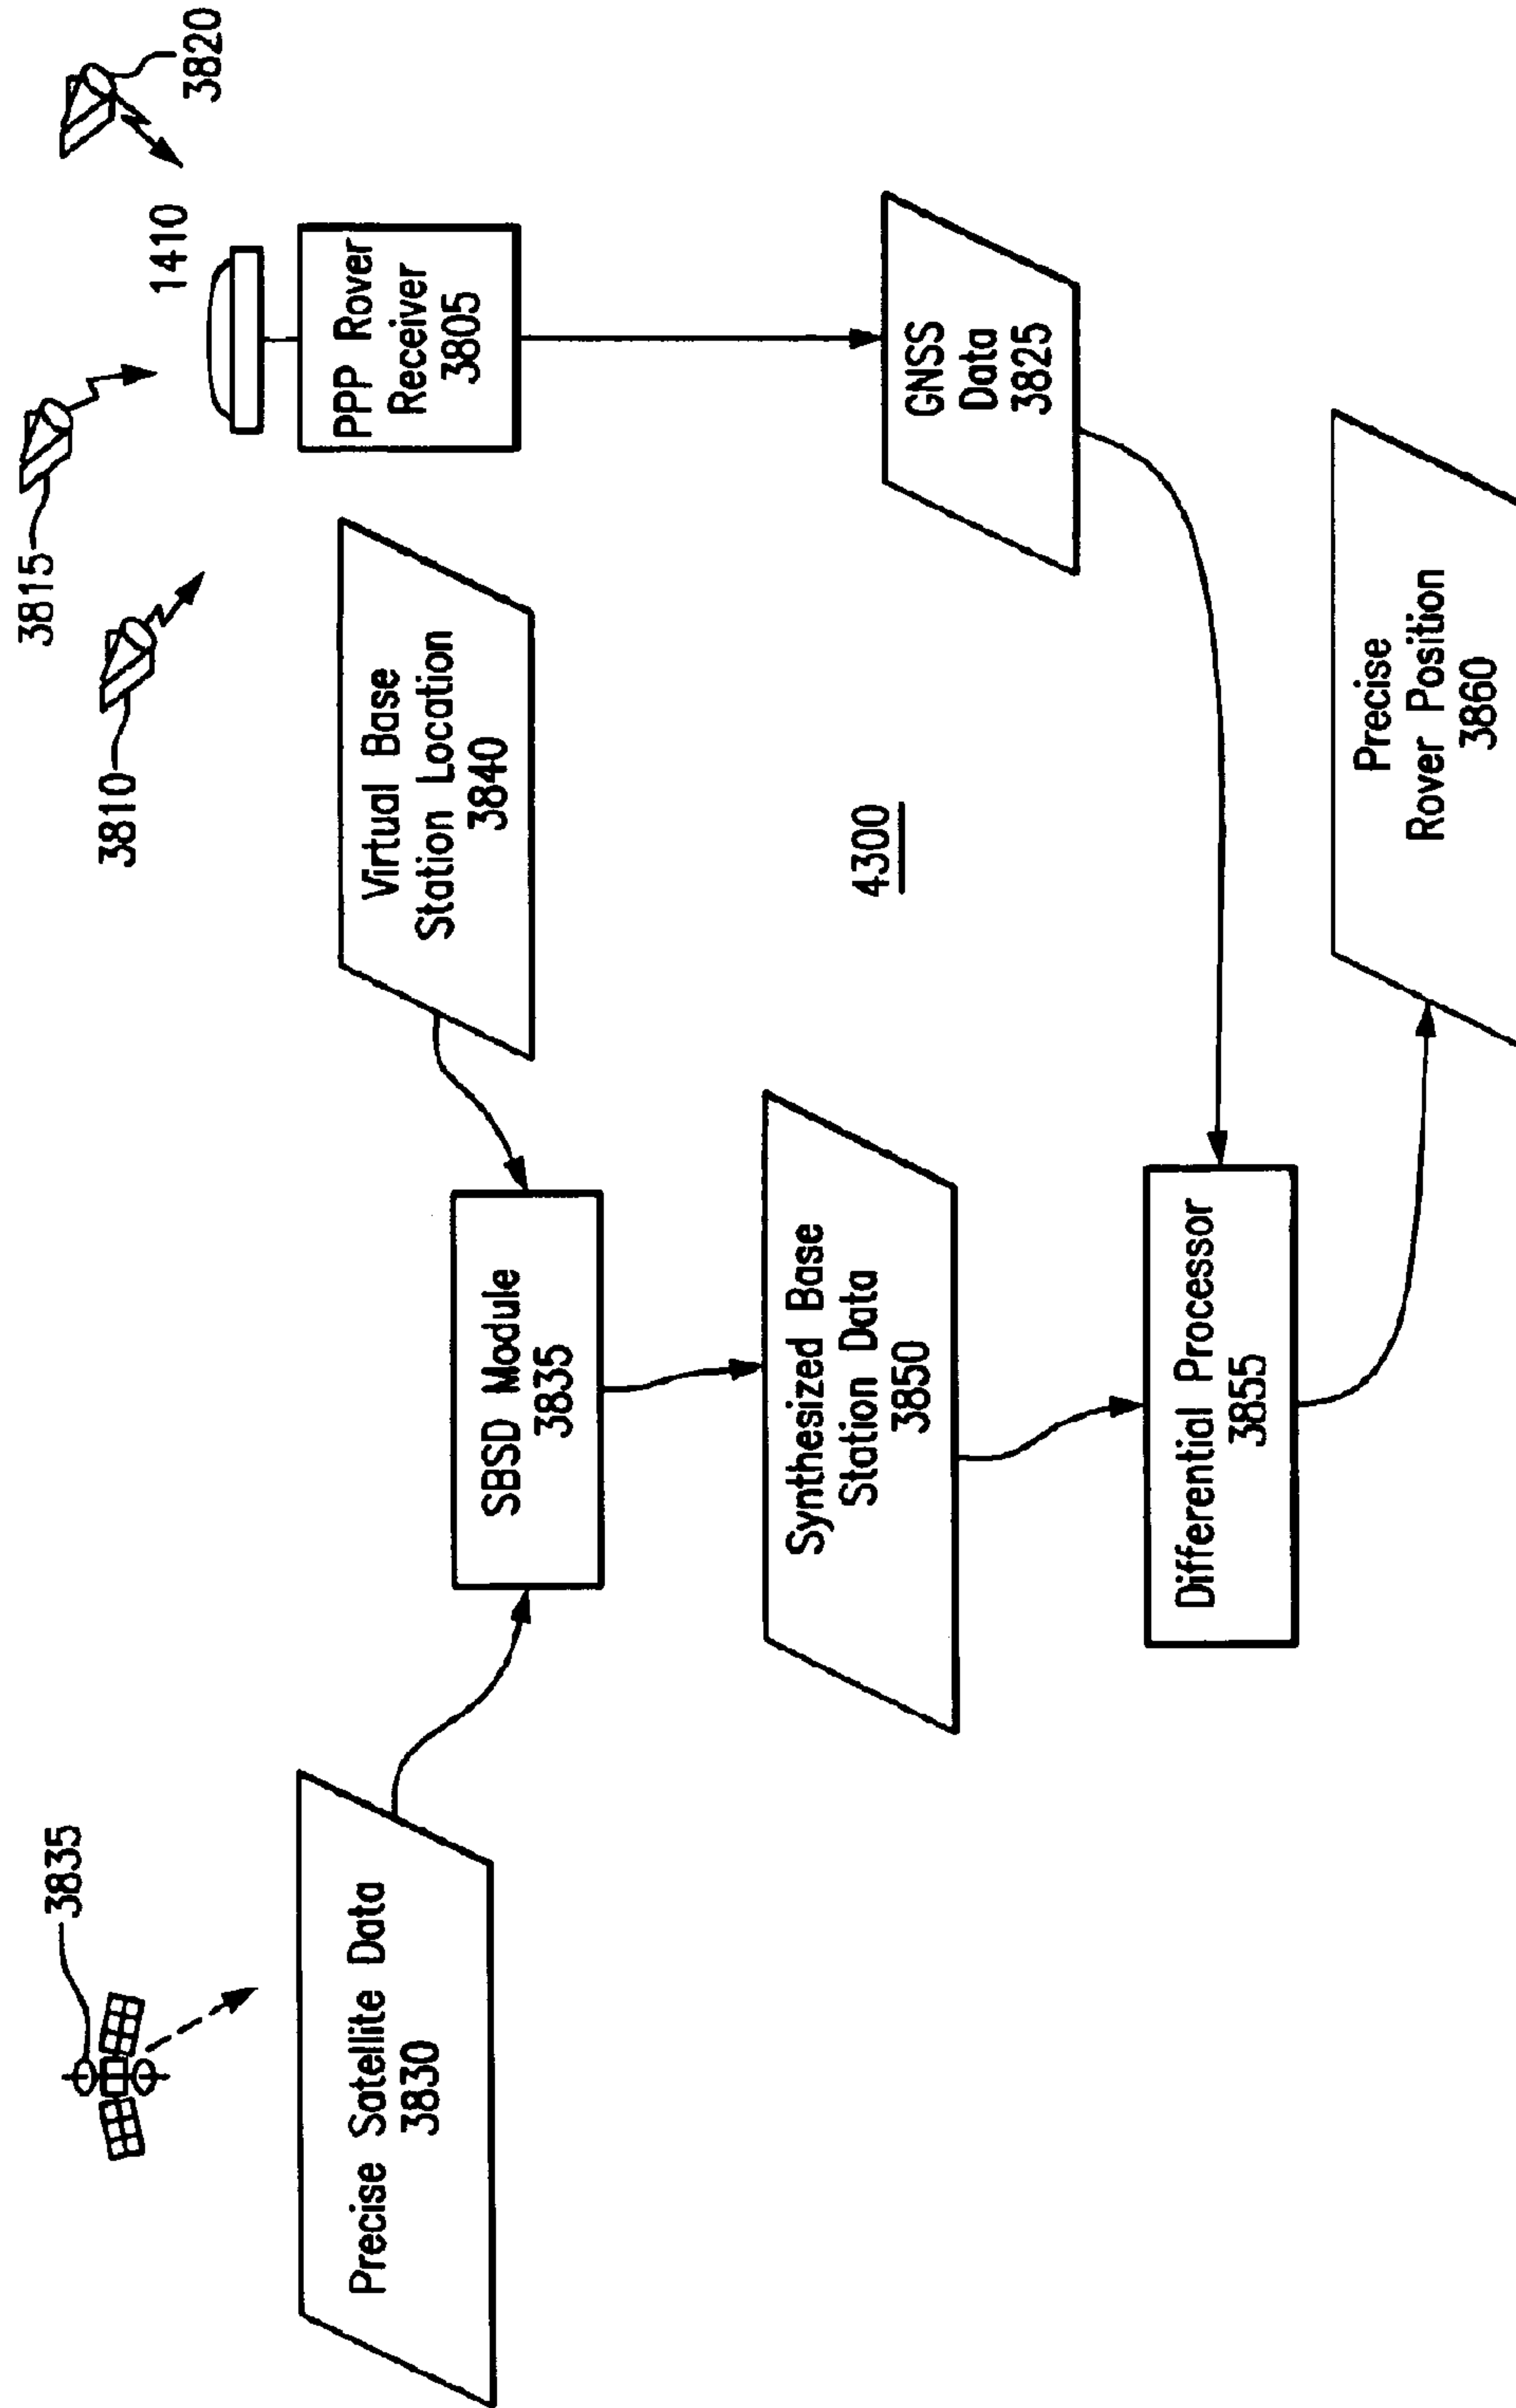 3835
3810
3815
3820
1410
Precise Satellite Data
3830
Virtual Base
Station Location
3840
PPP Rover
Receiver
3805
SBSD Module
3835
Synthesized Base
Station Data
3850
4300
GNSS
Data
3825
Differential Processor
3855
Precise
Rover Position
3860